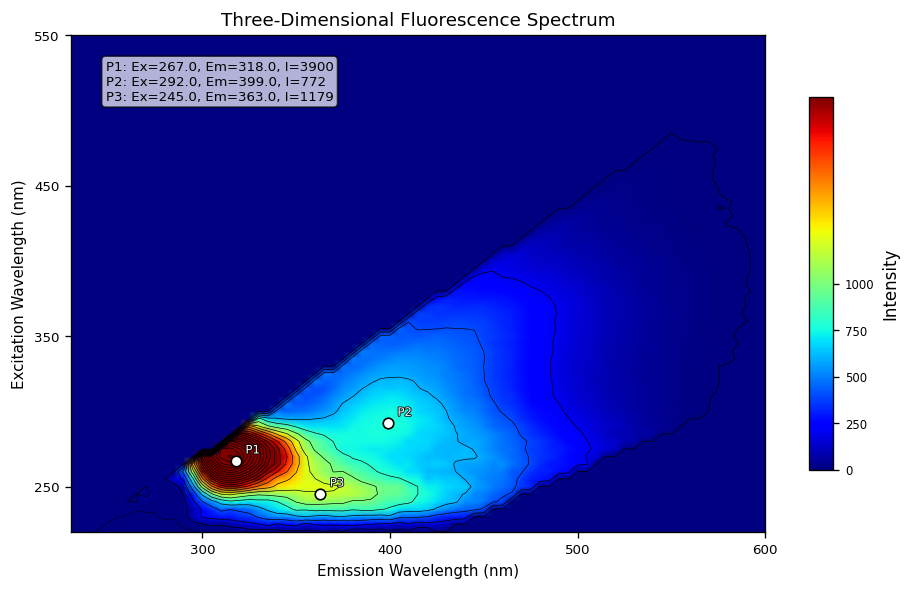 Three-Dimensional Fluorescence Spectrum
550
450
350
250
Excitation Wavelength (nm)
P1: Ex=267.0, Em=318.0, I=3900
P2: Ex=292.0, Em=399.0, I=772
P3: Ex=245.0, Em=363.0, I=1179
P2
P1
P3
300
400
500
600
Emission Wavelength (nm)
1000
750
500
250
0
Intensity